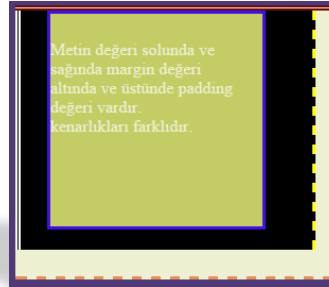 Metin değeri solunda ve
sağında margin değeri
altında ve üstünde padding
değeri vardır.
kenarlıkları farklıdır.